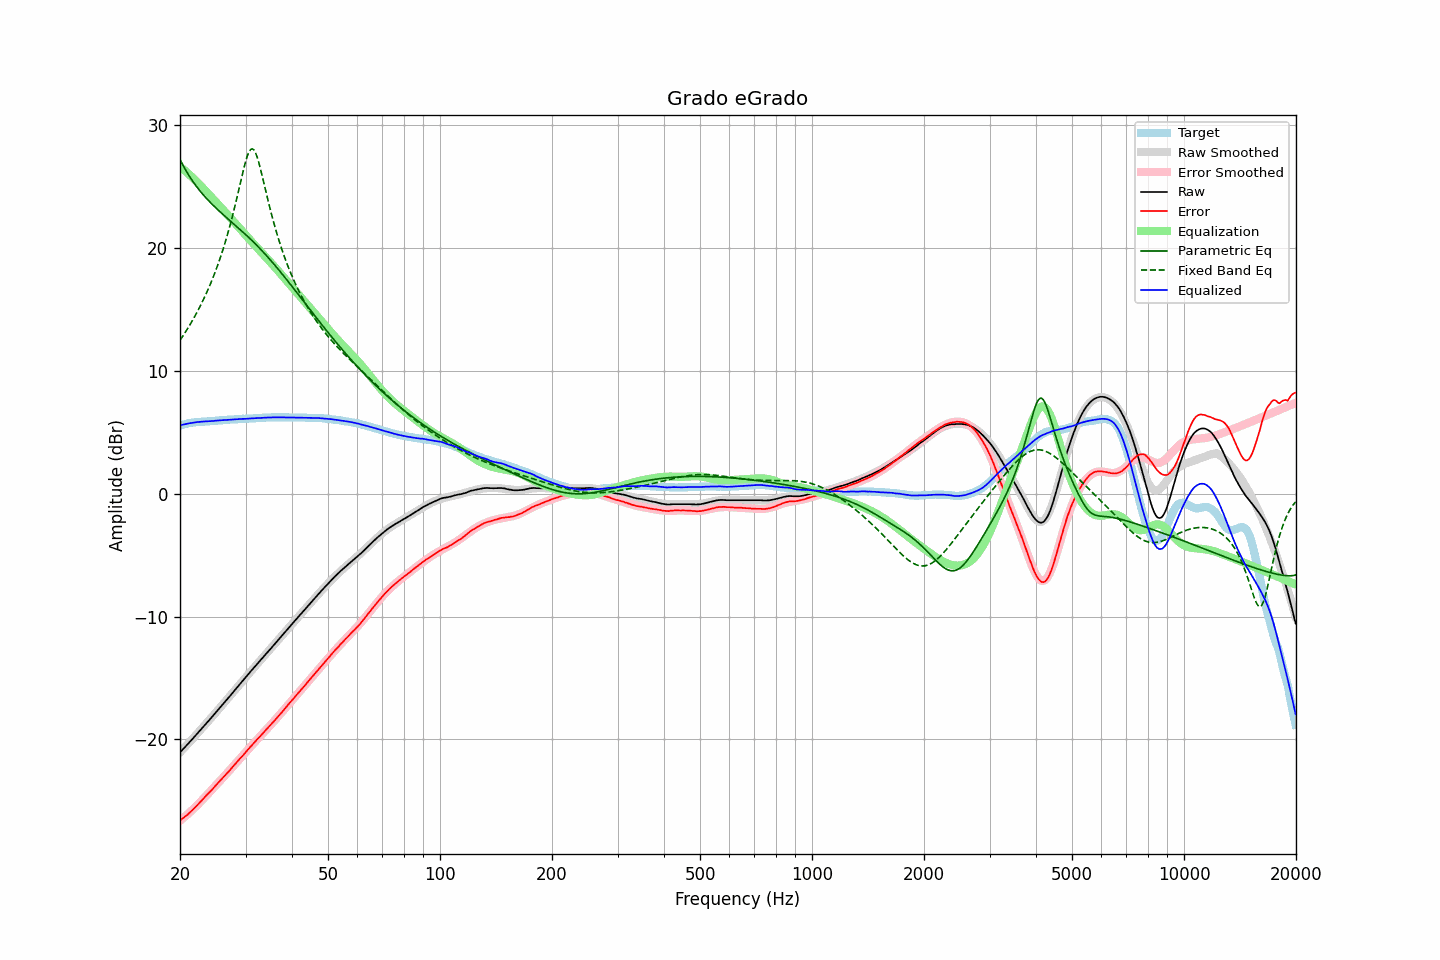 Grado eGrado
30
20
10
0
−10
−20
Amplitude (dBr)
Target
Raw Smoothed
Error Smoothed
Raw
Error
Equalization
Parametric Eq
Fixed Band Eq
Equalized
20 50 100 200 500 1000 2000 5000 10000 20000
Frequency (Hz)